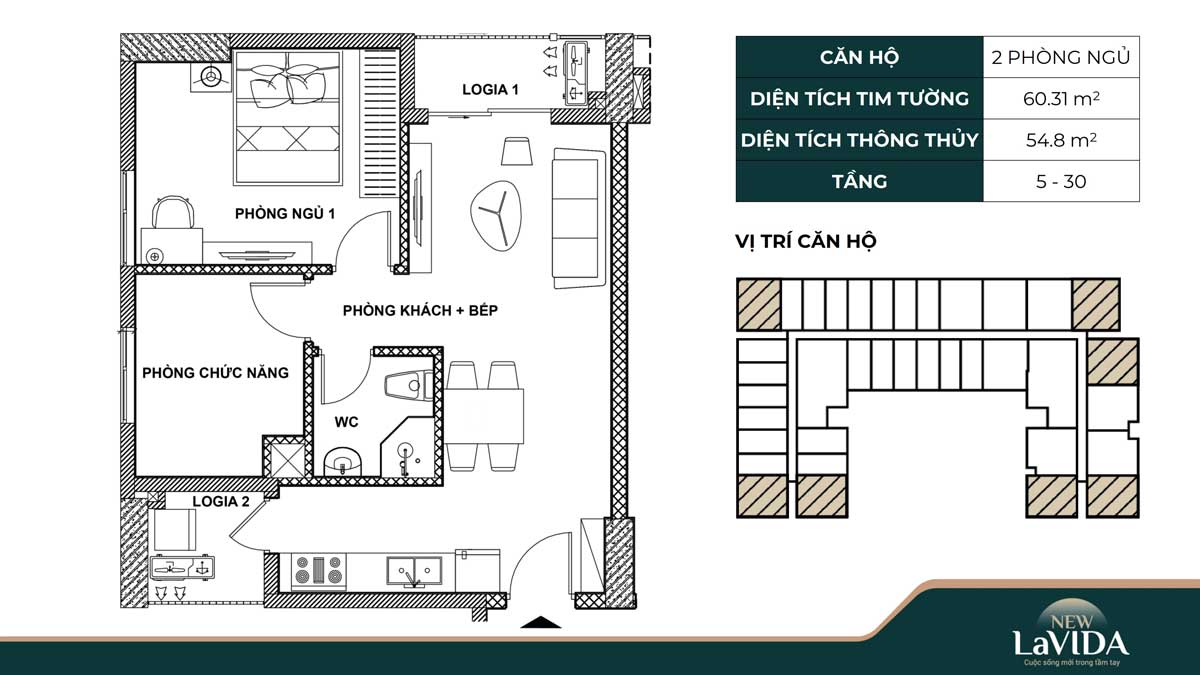 LOGIA 1
PHÒNG NGỦ 1
PHÒNG KHÁCH + BẾP
PHÒNG CHỨC NĂNG
WC
LOGIA 2
CĂN HỘ 2 PHÒNG NGỦ
DIỆN TÍCH TIM TƯỜNG 60.31 m²
DIỆN TÍCH THÔNG THỦY 54.8 m²
TẦNG 5 - 30
VỊ TRÍ CĂN HỘ
NEW
LaVIDA
Cuộc sống mới trong tầm tay